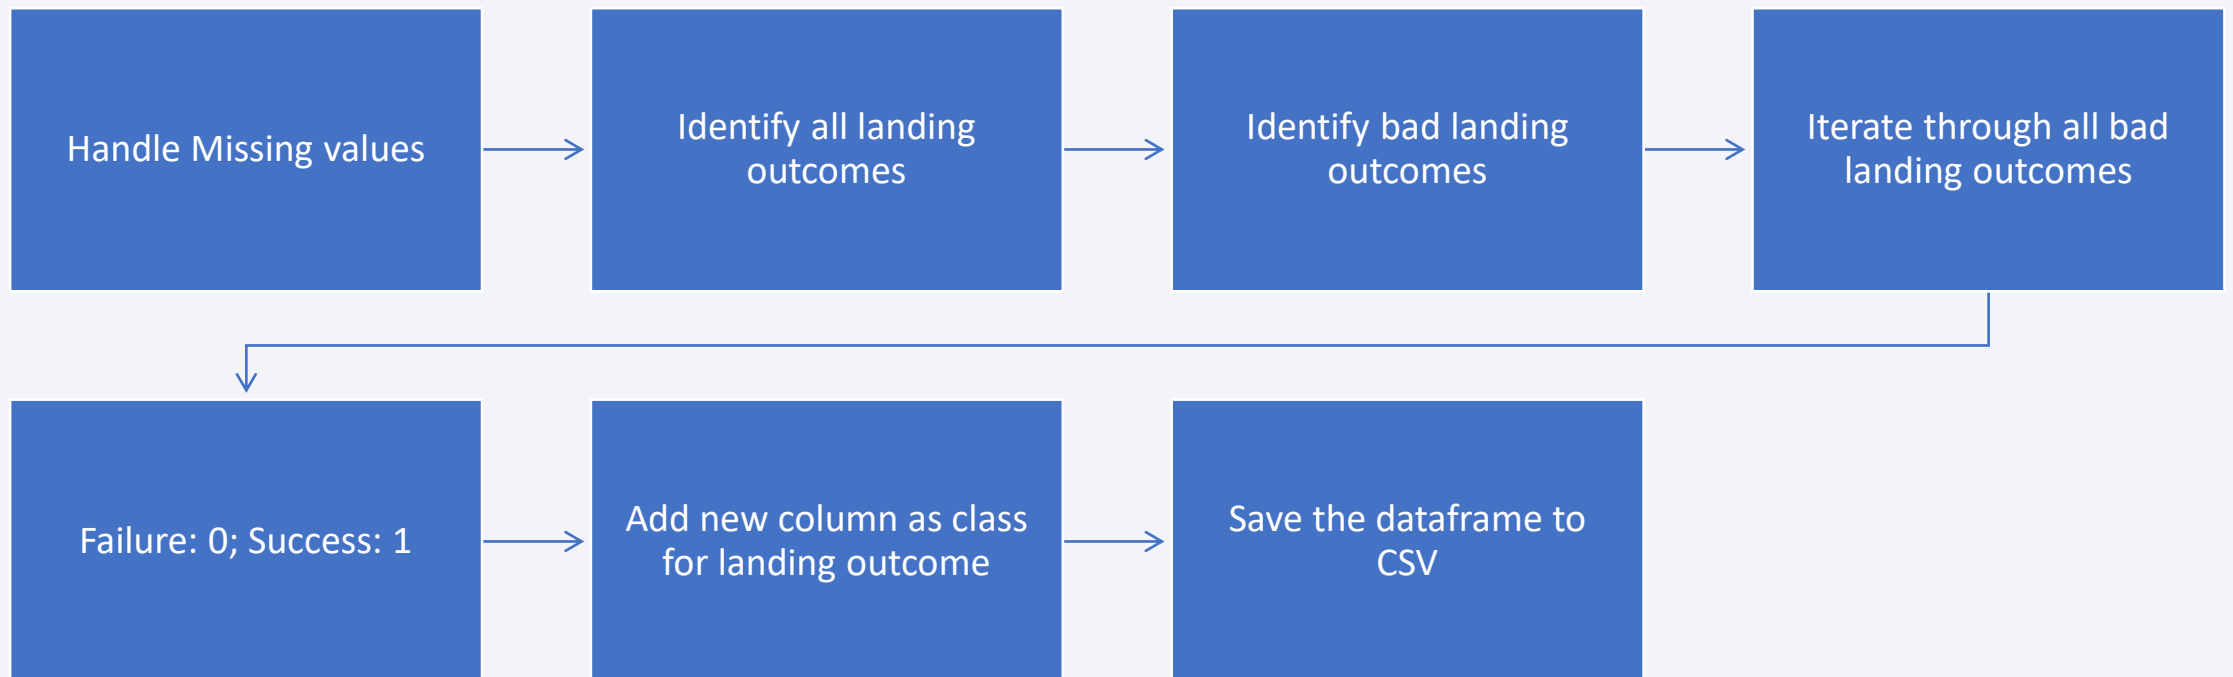 Handle Missing values
Identify all landing
outcomes
Identify bad landing
outcomes
Iterate through all bad
landing outcomes
Failure: 0; Success: 1
Add new column as class
for landing outcome
Save the dataframe to
CSV